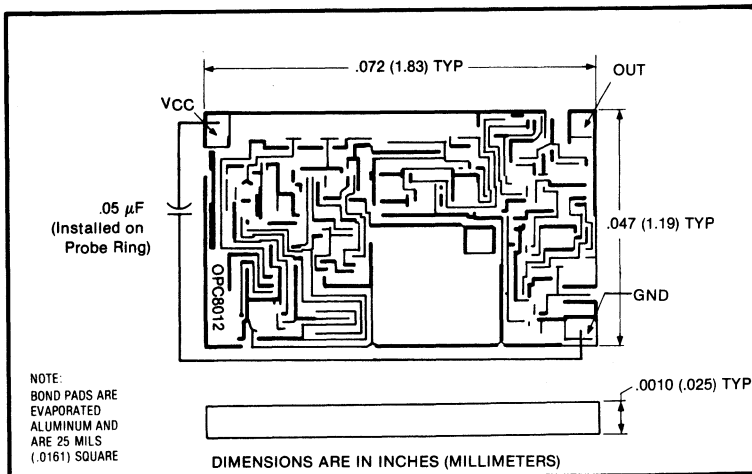 .072 (1.83) TYP
OUT
VCC
.05 µF
(Installed on
Probe Ring)
.047 (1.19) TYP
OPC8012
GND
NOTE:
BOND PADS ARE
EVAPORATED
ALUMINUM AND
ARE 25 MILS
(.0161) SQUARE
.0010 (.025) TYP
DIMENSIONS ARE IN INCHES (MILLIMETERS)